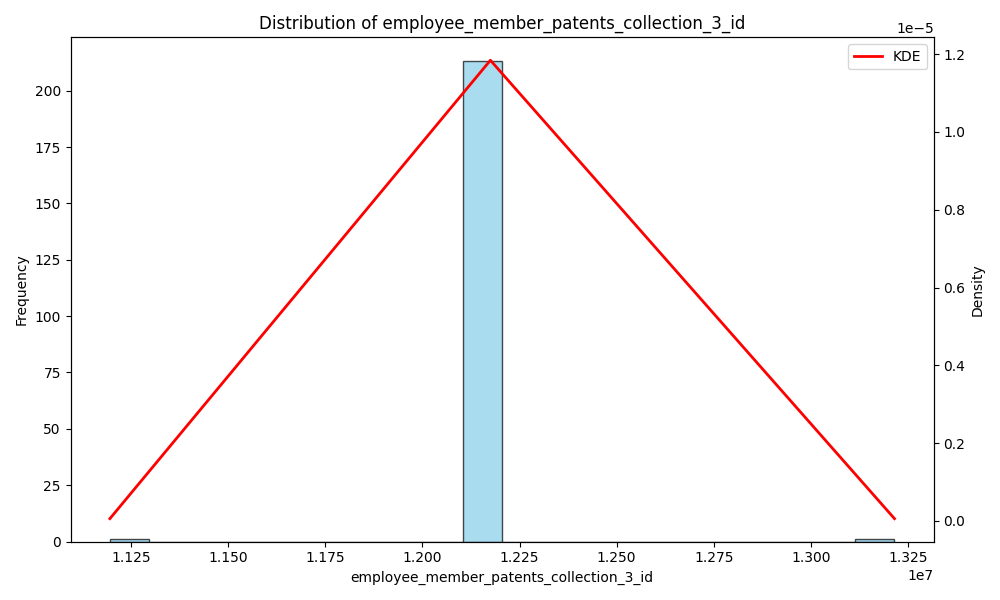 Distribution of employee_member_patents_collection_3_id
1e−5
KDE
Frequency
0
25
50
75
100
125
150
175
200
Density
0.0
0.2
0.4
0.6
0.8
1.0
1.2
1.125 1.150 1.175 1.200 1.225 1.250 1.275 1.300 1.325
1e7
employee_member_patents_collection_3_id